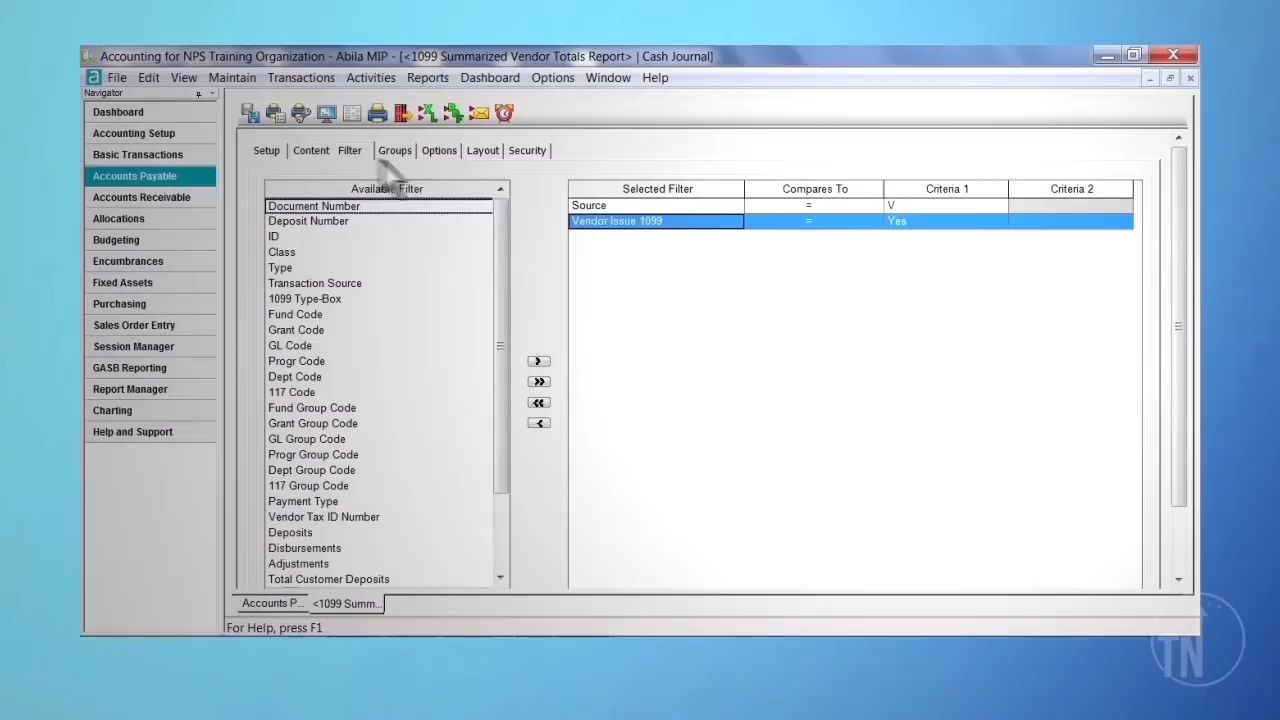 Accounting for NPS Training Organization - Abila MIP - [<1099 Summarized Vendor Totals Report> | Cash Journal]
File Edit View Maintain Transactions Activities Reports Dashboard Options Window Help
Navigator
Dashboard
Accounting Setup
Basic Transactions
Accounts Payable
Accounts Receivable
Allocations
Budgeting
Encumbrances
Fixed Assets
Purchasing
Sales Order Entry
Session Manager
GASB Reporting
Report Manager
Charting
Help and Support
Setup Content Filter Groups Options Layout Security
Available Filter
Document Number
Deposit Number
ID
Class
Type
Transaction Source
1099 Type-Box
Fund Code
Grant Code
GL Code
Progr Code
Dept Code
117 Code
Fund Group Code
Grant Group Code
GL Group Code
Progr Group Code
Dept Group Code
117 Group Code
Payment Type
Vendor Tax ID Number
Deposits
Disbursements
Adjustments
Total Customer Deposits
Selected Filter Compares To Criteria 1 Criteria 2
Source = V
Vendor Issue 1099 = Yes
Accounts P... <1099 Summ...
For Help, press F1
TN